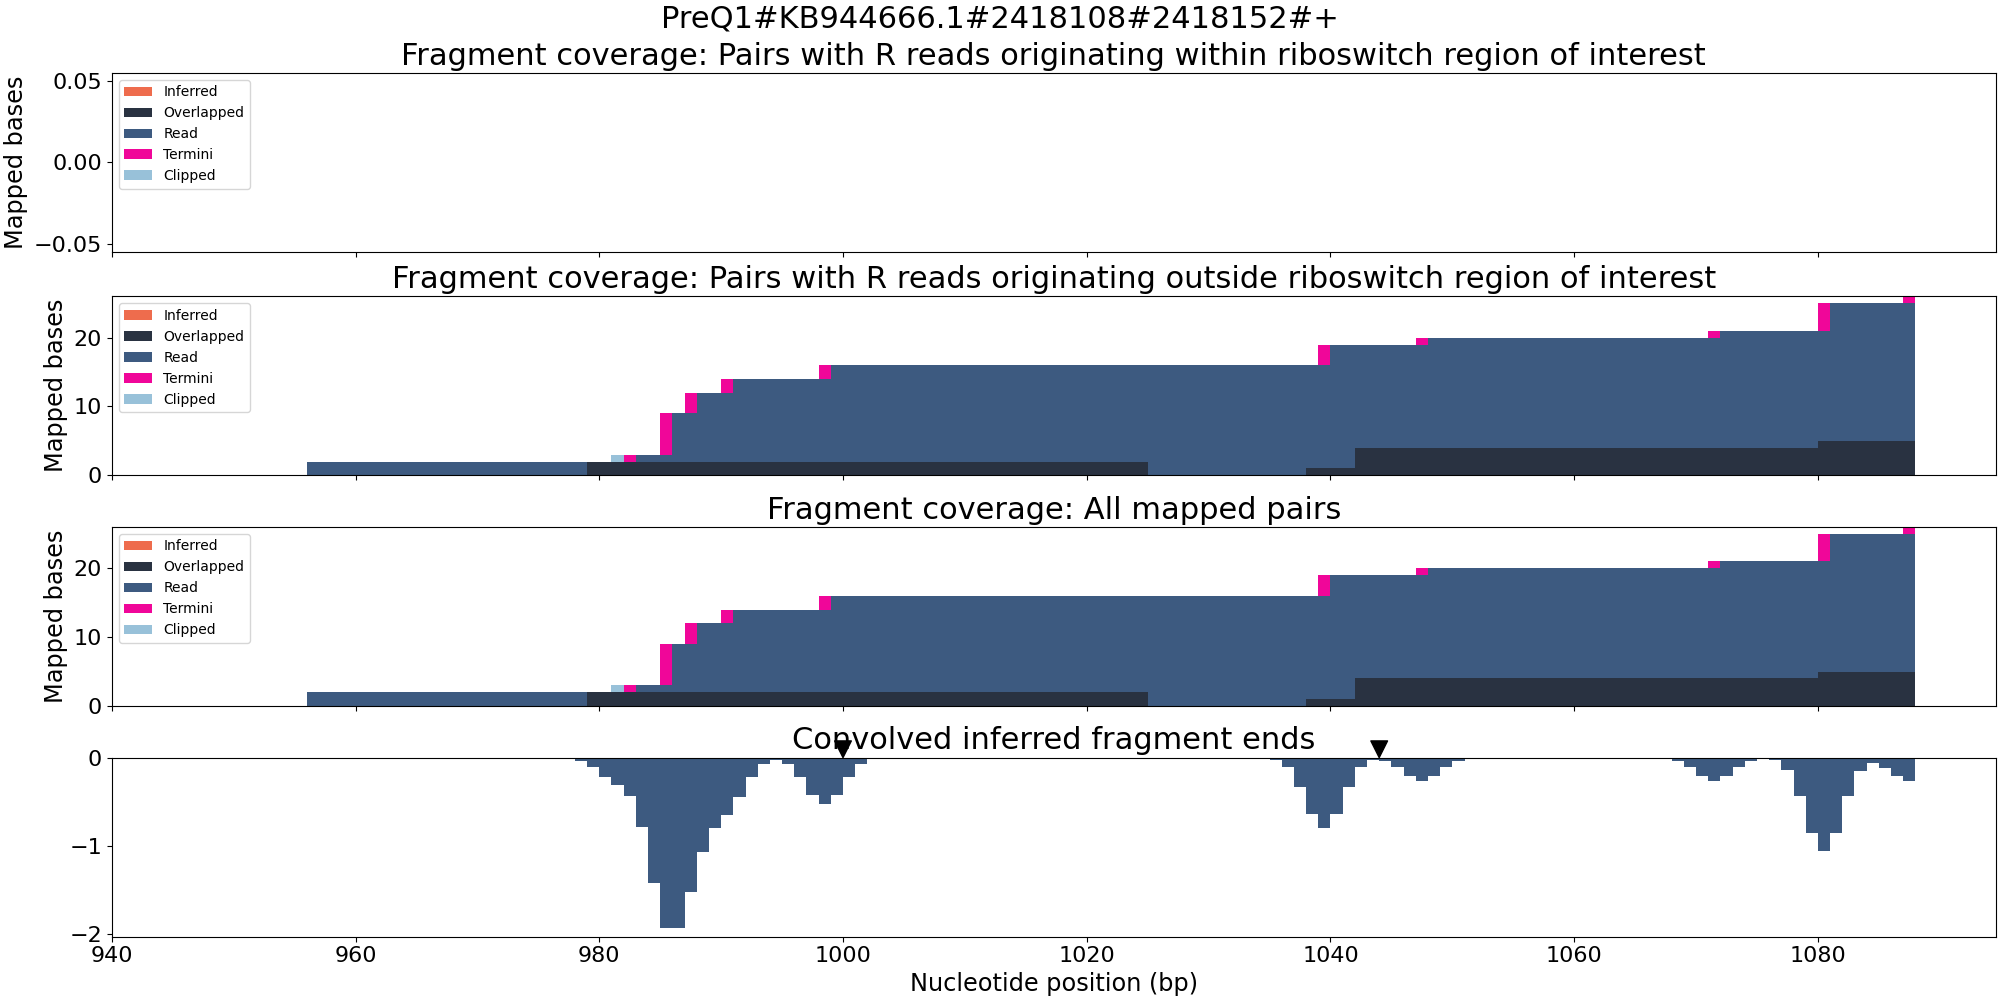 PreQ1#KB944666.1#2418108#2418152#+
Fragment coverage: Pairs with R reads originating within riboswitch region of interest
Mapped bases
0.05
0.00
−0.05
Inferred
Overlapped
Read
Termini
Clipped
Fragment coverage: Pairs with R reads originating outside riboswitch region of interest
Mapped bases
20
10
0
Inferred
Overlapped
Read
Termini
Clipped
Fragment coverage: All mapped pairs
Mapped bases
20
10
0
Inferred
Overlapped
Read
Termini
Clipped
Convolved inferred fragment ends
0
−1
−2
940 960 980 1000 1020 1040 1060 1080
Nucleotide position (bp)